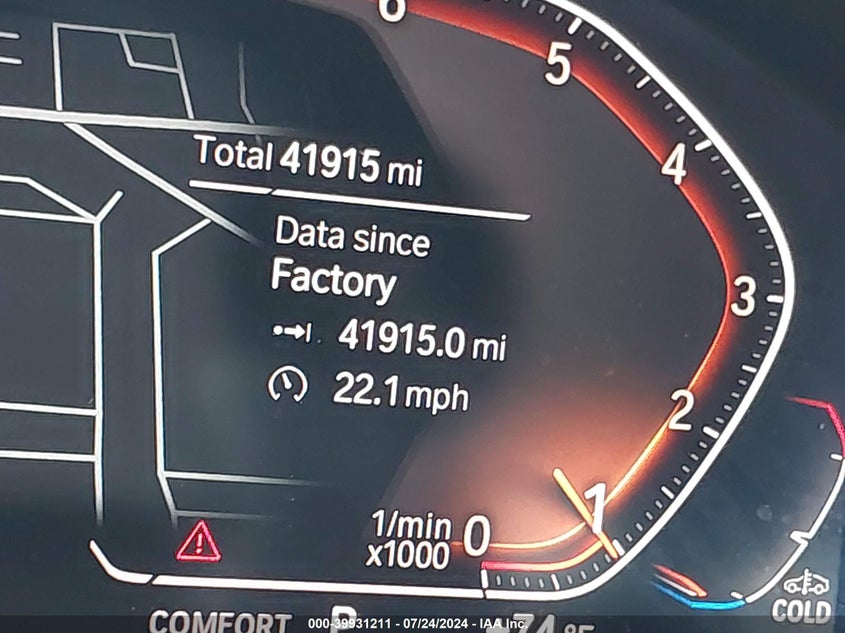 6
5
Total 41915 mi
4
Data since
Factory
3
41915.0 mi
22.1 mph
2
1
1/min
x1000
0
COLD
COMFORT P
000-39931211 - 07/24/2024 - IAA Inc.